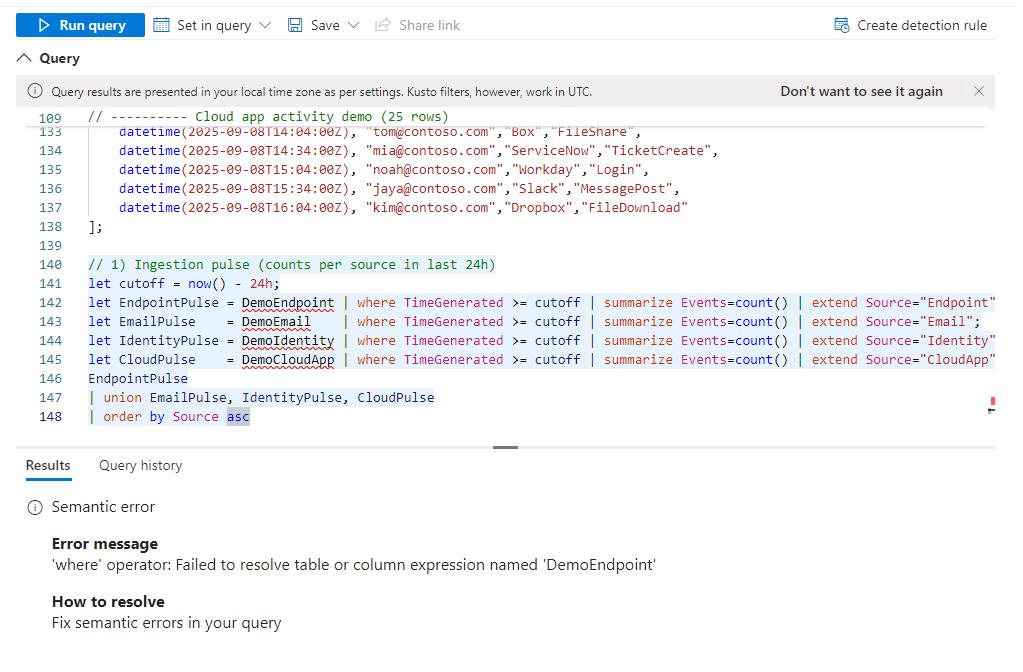 Run query Set in query Save Share link Create detection rule
Query
Query results are presented in your local time zone as per settings. Kusto filters, however, work in UTC. Don't want to see it again
109 // ---------- Cloud app activity demo (25 rows)
133 datetime(2025-09-08T14:04:00Z), "tom@contoso.com","Box","FileShare",
134 datetime(2025-09-08T14:34:00Z), "mia@contoso.com","ServiceNow","TicketCreate",
135 datetime(2025-09-08T15:04:00Z), "noah@contoso.com","Workday","Login",
136 datetime(2025-09-08T15:34:00Z), "jaya@contoso.com","Slack","MessagePost",
137 datetime(2025-09-08T16:04:00Z), "kim@contoso.com","Dropbox","FileDownload"
138 ];
139
140 // 1) Ingestion pulse (counts per source in last 24h)
141 let cutoff = now() - 24h;
142 let EndpointPulse = DemoEndpoint | where TimeGenerated >= cutoff | summarize Events=count() | extend Source="Endpoint"
143 let EmailPulse    = DemoEmail    | where TimeGenerated >= cutoff | summarize Events=count() | extend Source="Email";
144 let IdentityPulse = DemoIdentity | where TimeGenerated >= cutoff | summarize Events=count() | extend Source="Identity"
145 let CloudPulse    = DemoCloudApp | where TimeGenerated >= cutoff | summarize Events=count() | extend Source="CloudApp"
146 EndpointPulse
147 | union EmailPulse, IdentityPulse, CloudPulse
148 | order by Source asc
Results Query history
Semantic error
Error message
'where' operator: Failed to resolve table or column expression named 'DemoEndpoint'
How to resolve
Fix semantic errors in your query